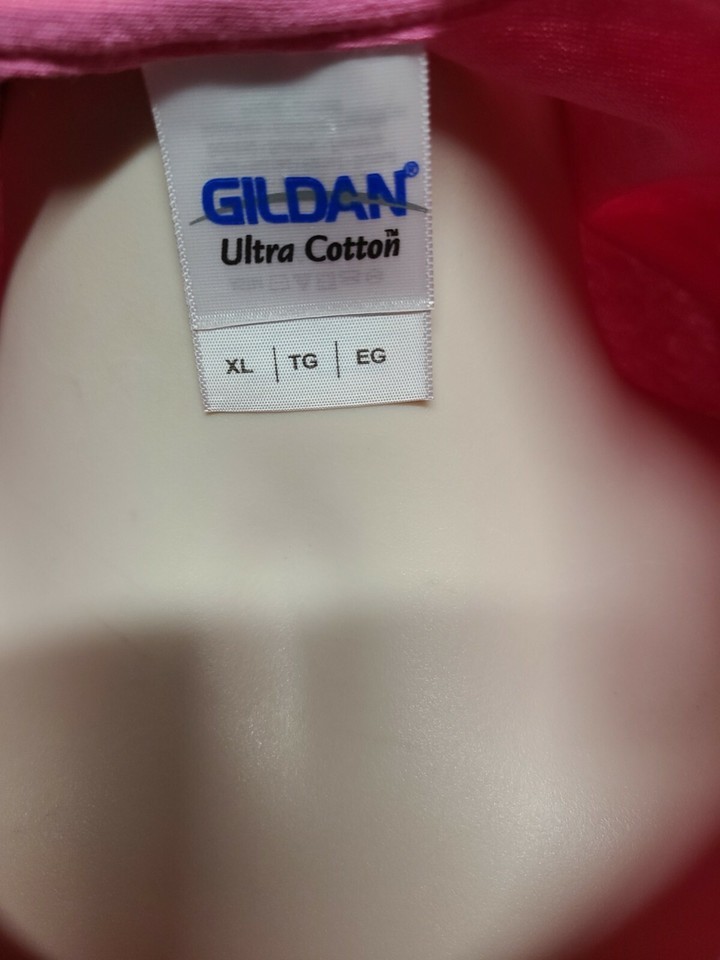 GILDAN®
Ultra Cotton™
XL | TG | EG